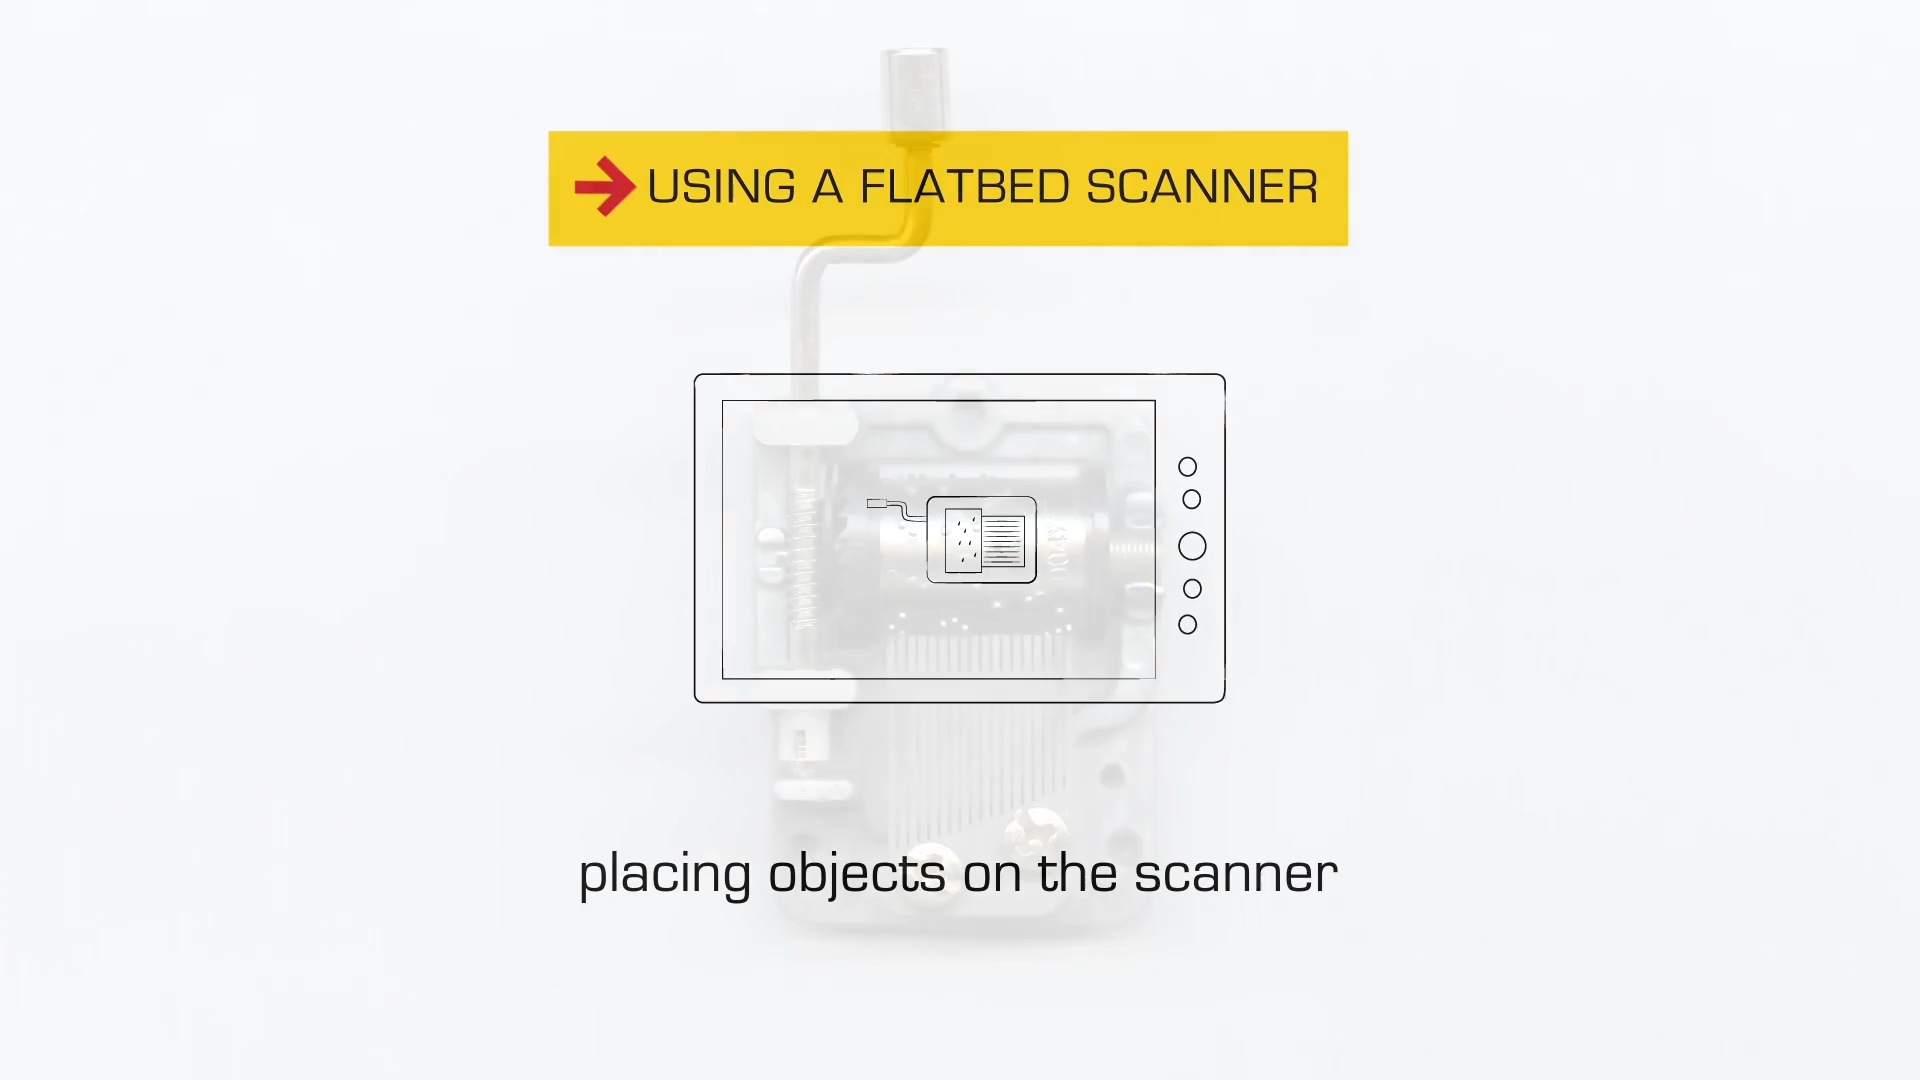 USING A FLATBED SCANNER
placing objects on the scanner